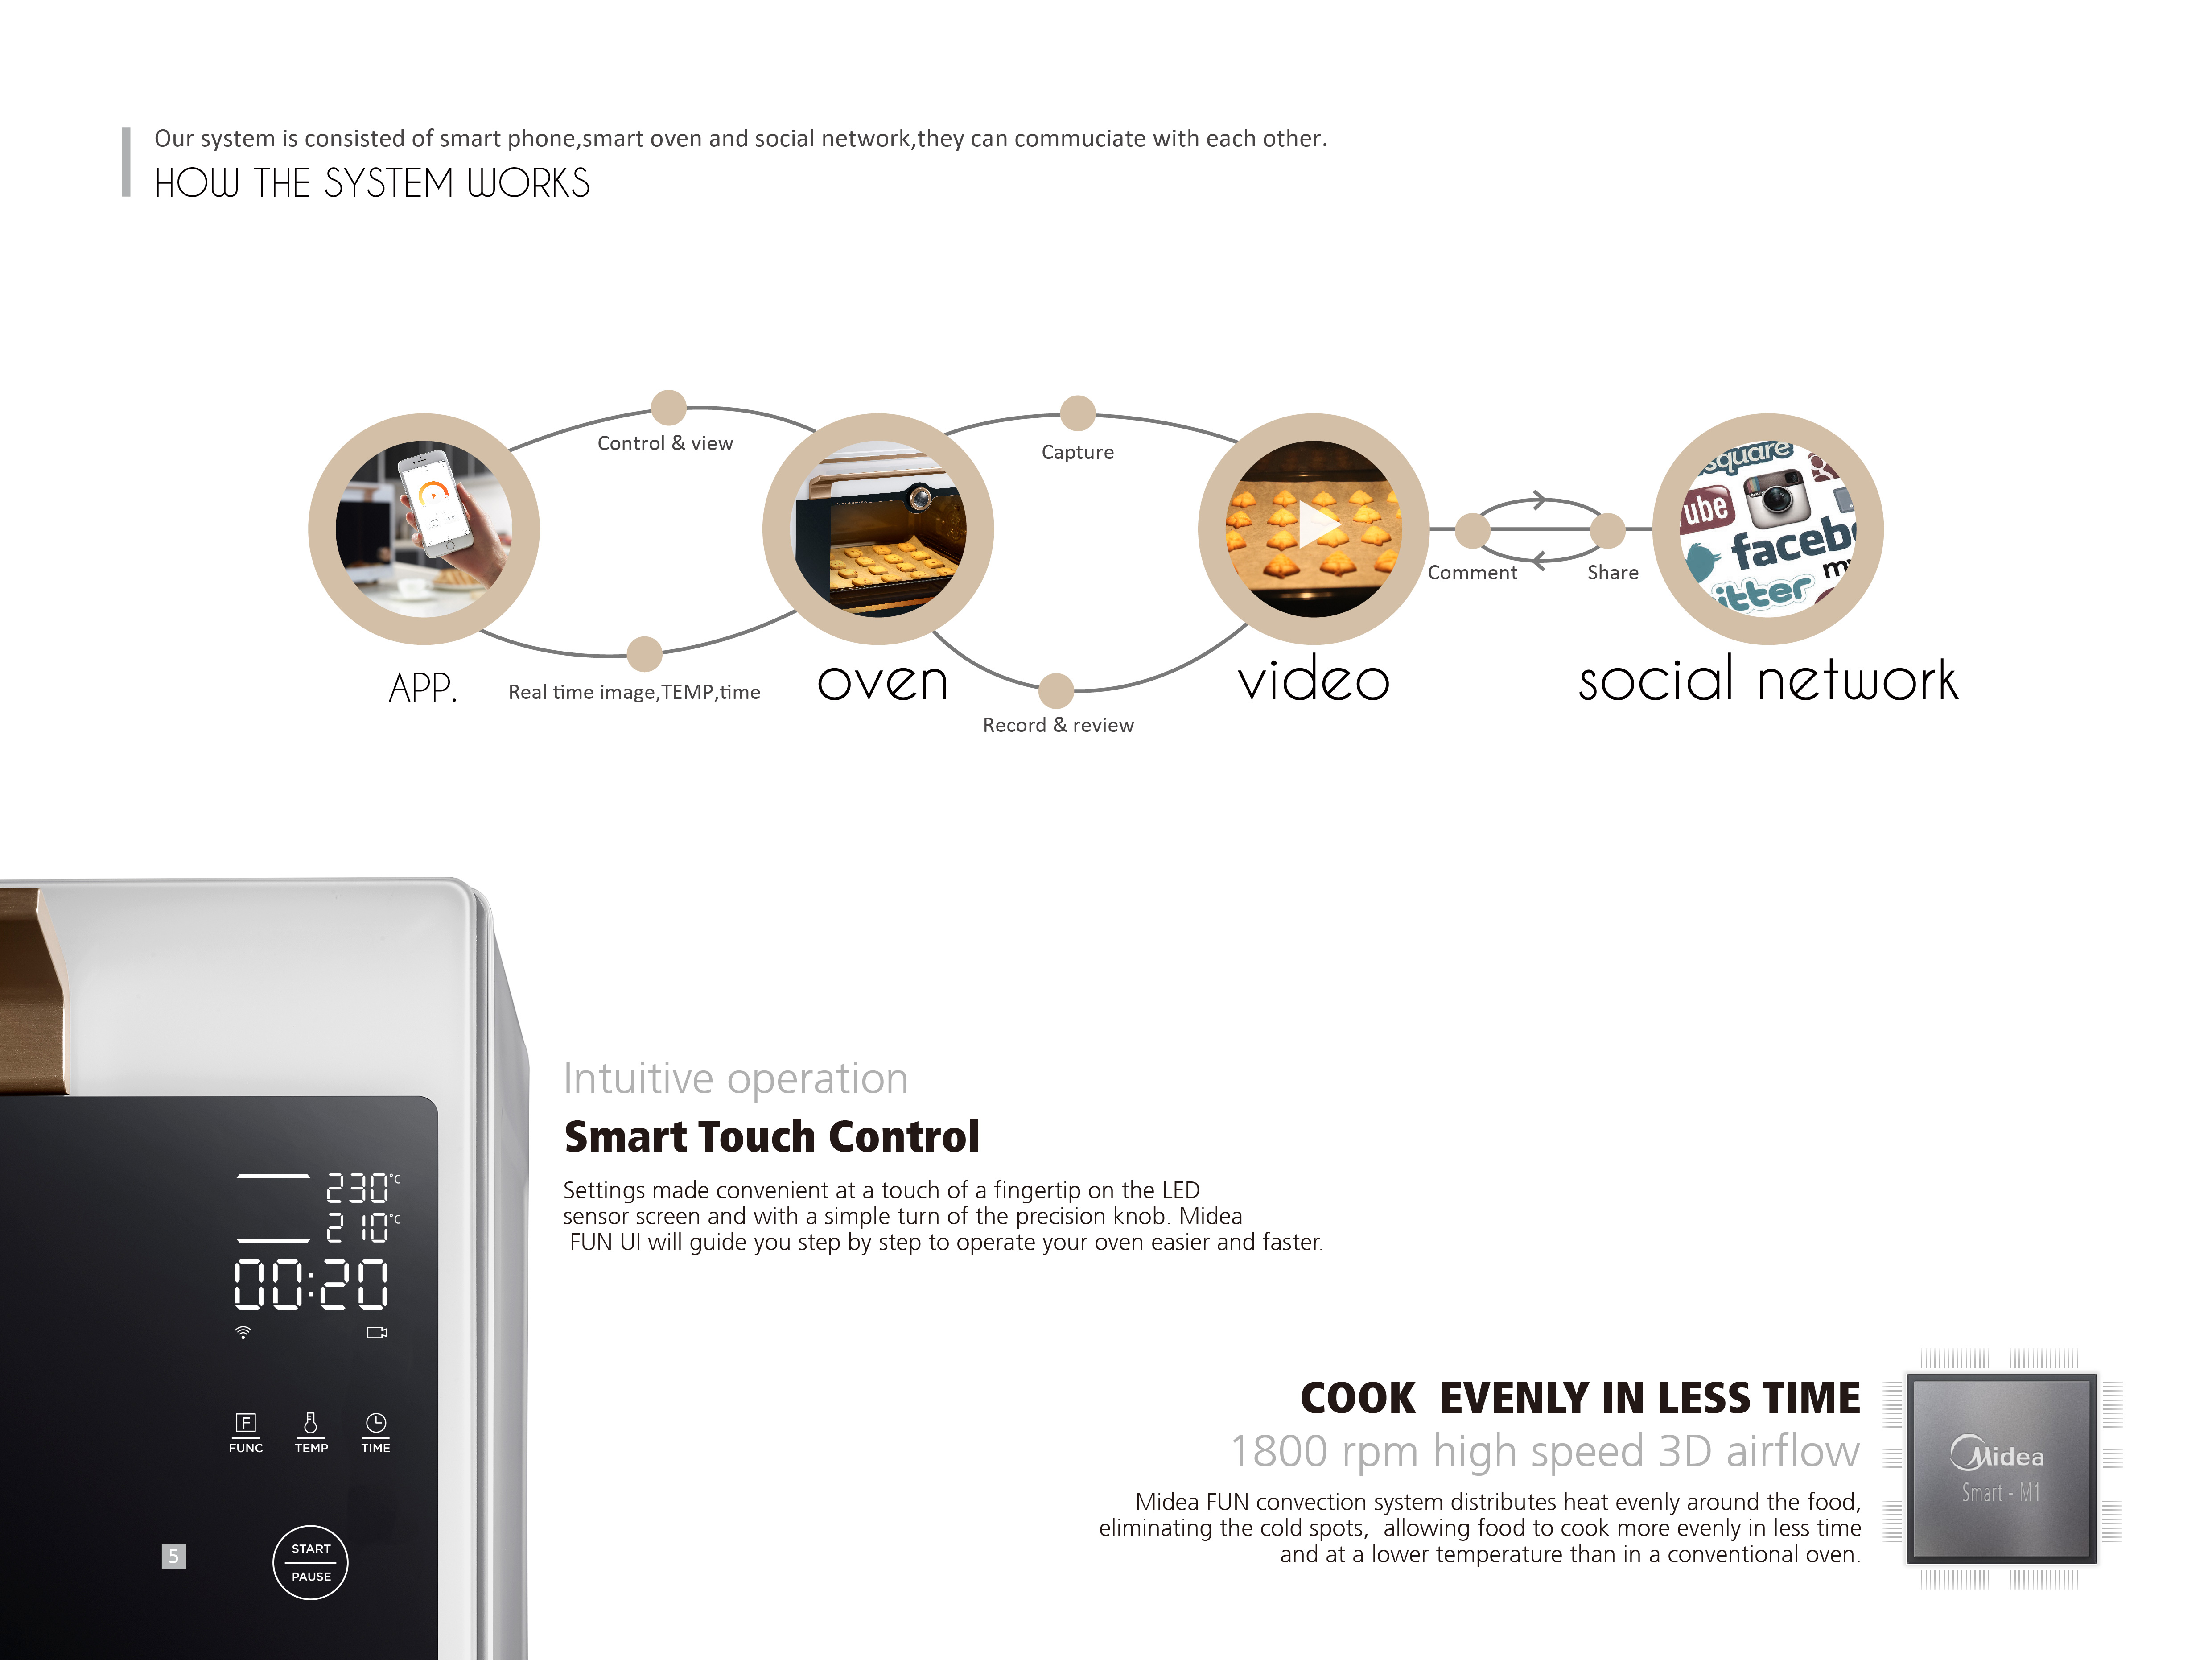 Our system is consisted of smart phone,smart oven and social network,they can commuciate with each other.
HOW THE SYSTEM WORKS
Control & view
Capture
square
ube
faceb
my
itter
Comment
Share
APP.
Real time image,TEMP,time
oven
video
social network
Record & review
Intuitive operation
Smart Touch Control
Settings made convenient at a touch of a fingertip on the LED
sensor screen and with a simple turn of the precision knob. Midea
FUN UI will guide you step by step to operate your oven easier and faster.
230°C
210°C
00:20
F
FUNC
TEMP
TIME
START
PAUSE
5
COOK EVENLY IN LESS TIME
1800 rpm high speed 3D airflow
Midea FUN convection system distributes heat evenly around the food,
eliminating the cold spots, allowing food to cook more evenly in less time
and at a lower temperature than in a conventional oven.
Midea
Smart - M1